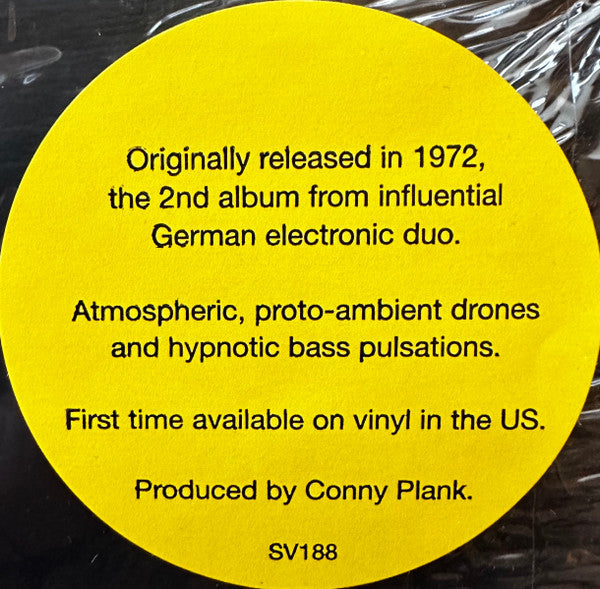 Originally released in 1972,
the 2nd album from influential
German electronic duo.
Atmospheric, proto-ambient drones
and hypnotic bass pulsations.
First time available on vinyl in the US.
Produced by Conny Plank.
SV188